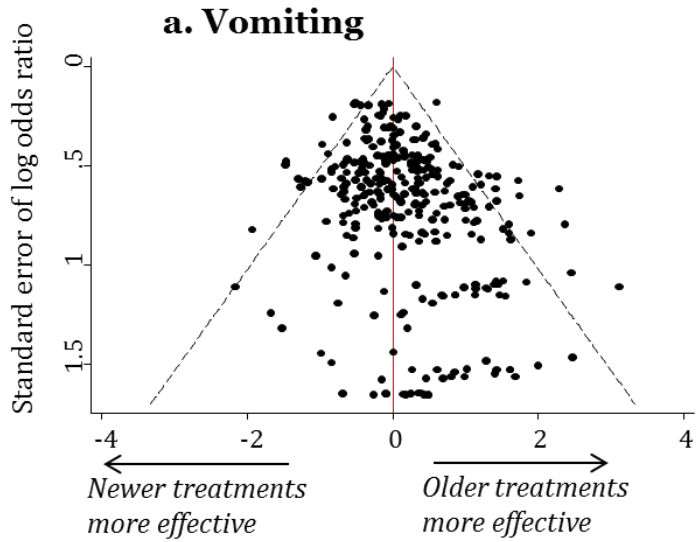 a. Vomiting
Standard error of log odds ratio
0
.5
1
1.5
-4
-2
0
2
4
Newer treatments
more effective
Older treatments
more effective